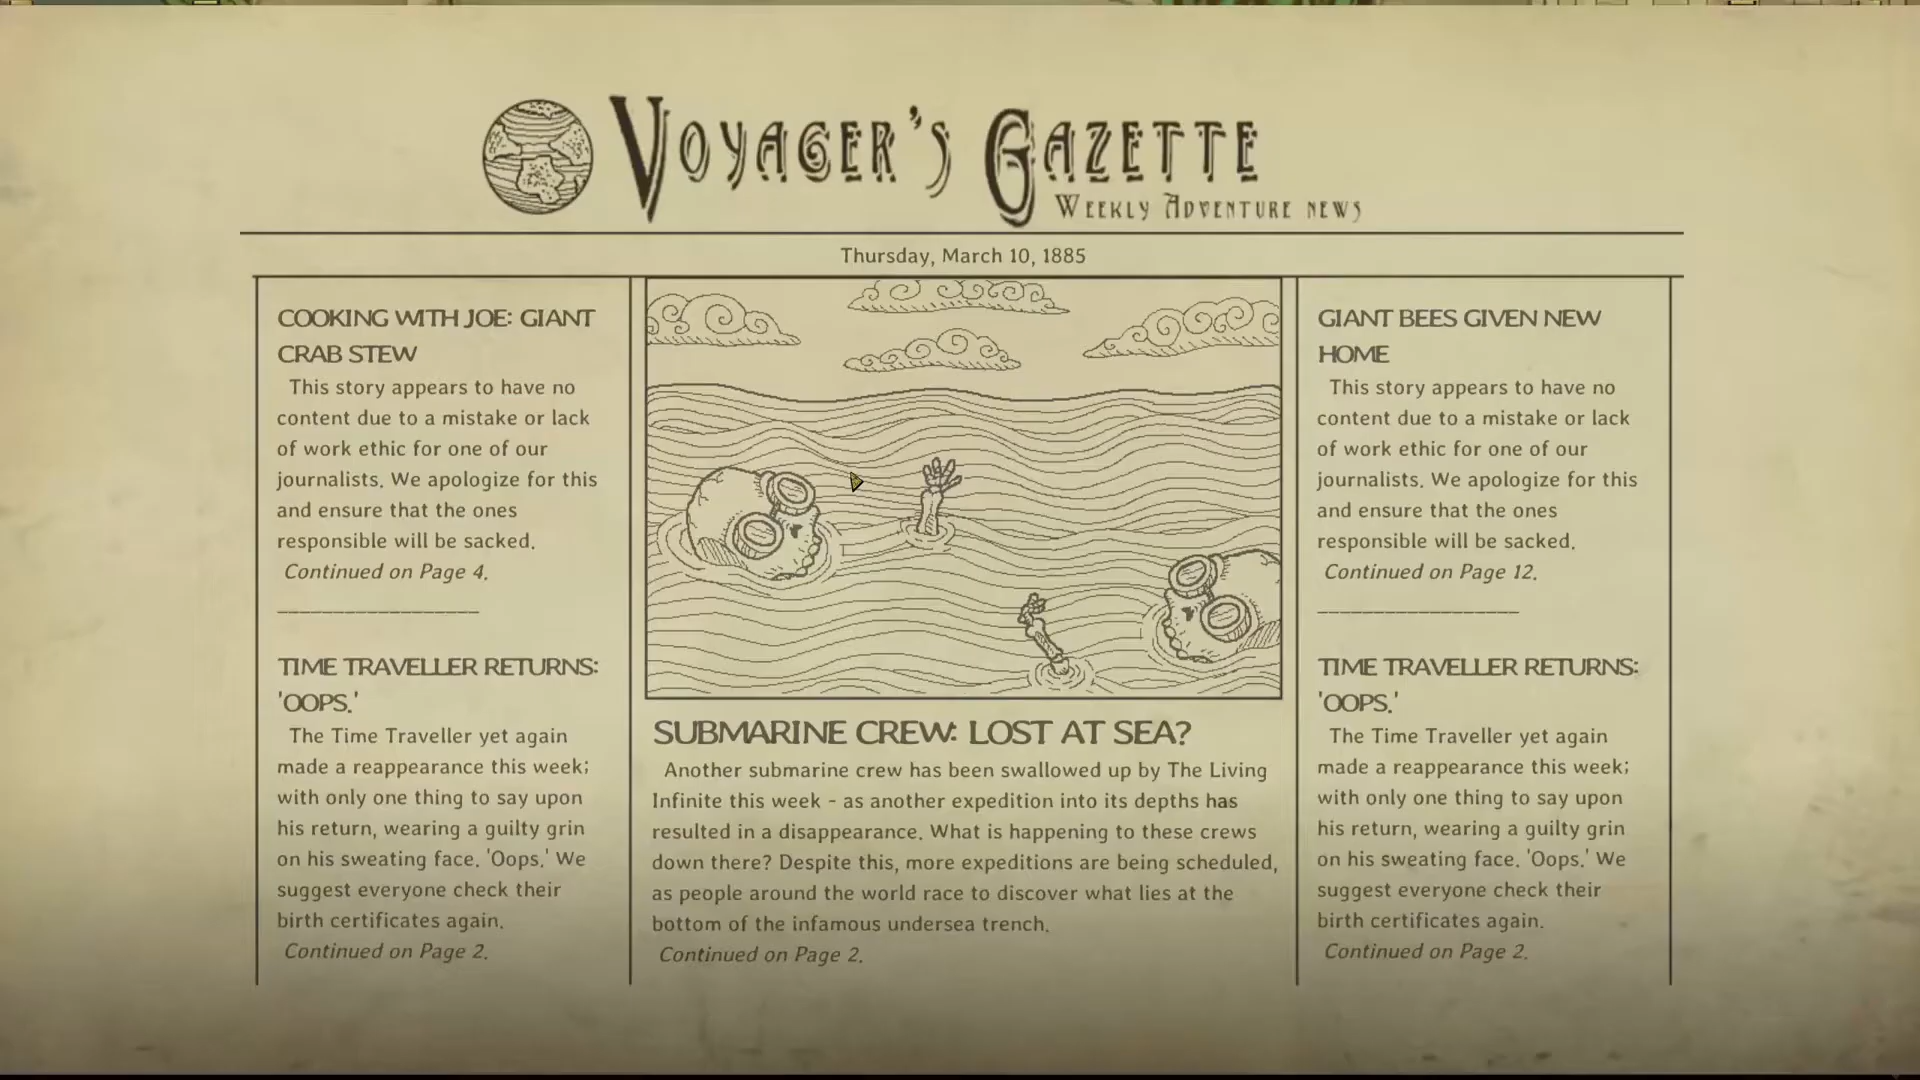 VOYAGER'S GAZETTE
WEEKLY ADVENTURE NEWS
Thursday, March 10, 1885
COOKING WITH JOE: GIANT
CRAB STEW
This story appears to have no
content due to a mistake or lack
of work ethic for one of our
journalists. We apologize for this
and ensure that the ones
responsible will be sacked.
Continued on Page 4.
TIME TRAVELLER RETURNS:
'OOPS.'
The Time Traveller yet again
made a reappearance this week;
with only one thing to say upon
his return, wearing a guilty grin
on his sweating face. 'Oops.' We
suggest everyone check their
birth certificates again.
Continued on Page 2.
SUBMARINE CREW: LOST AT SEA?
Another submarine crew has been swallowed up by The Living
Infinite this week - as another expedition into its depths has
resulted in a disappearance. What is happening to these crews
down there? Despite this, more expeditions are being scheduled,
as people around the world race to discover what lies at the
bottom of the infamous undersea trench.
Continued on Page 2.
GIANT BEES GIVEN NEW
HOME
This story appears to have no
content due to a mistake or lack
of work ethic for one of our
journalists. We apologize for this
and ensure that the ones
responsible will be sacked.
Continued on Page 12.
TIME TRAVELLER RETURNS:
'OOPS.'
The Time Traveller yet again
made a reappearance this week;
with only one thing to say upon
his return, wearing a guilty grin
on his sweating face. 'Oops.' We
suggest everyone check their
birth certificates again.
Continued on Page 2.